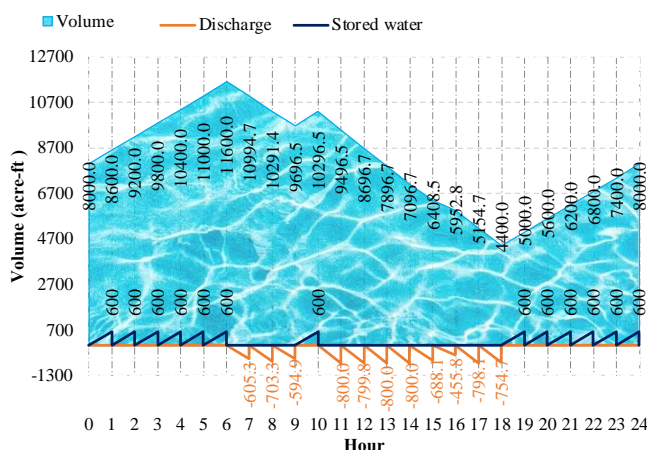 Volume Discharge Stored water
12700
10700
8700
6700
4700
2700
700
-1300
Volume (acre-ft )
8000.0 8600.0 9200.0 9800.0 10400.0 11000.0 11600.0 10994.7 10291.4 9696.5 10296.5 9496.5 8696.7 7896.7 7096.7 6408.5 5952.8 5154.7 4400.0 5000.0 5600.0 6200.0 6800.0 7400.0 8000.0
600 600 600 600 600 600 600 600 600 600 600 600 600
-605.3 -703.3 -594.9 -800.0 -799.8 -800.0 -800.0 -688.1 -455.8 -798.1 -754.7
0 1 2 3 4 5 6 7 8 9 10 11 12 13 14 15 16 17 18 19 20 21 22 23 24
Hour